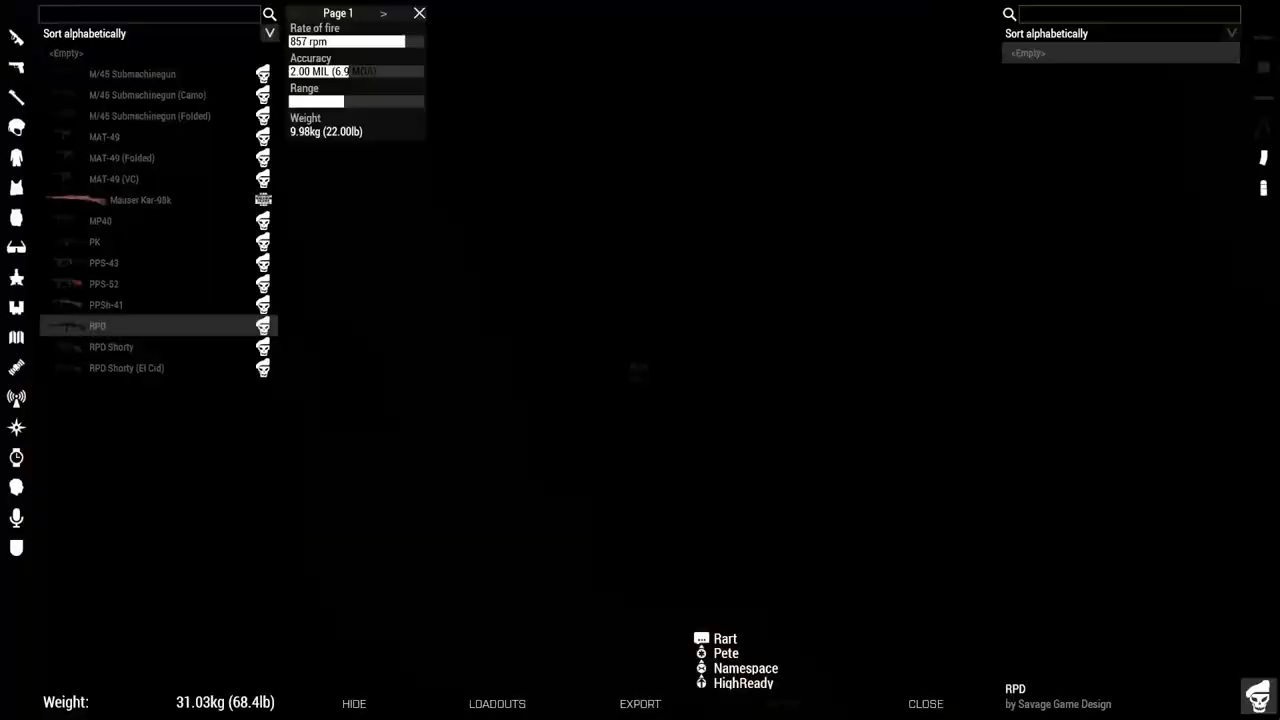 Sort alphabetically
<Empty>
M/45 Submachinegun
M/45 Submachinegun (Camo)
M/45 Submachinegun (Folded)
MAT-49
MAT-49 (Folded)
MAT-49 (VC)
Mauser Kar-98k
MP40
PK
PPS-43
PPS-52
PPSh-41
RPD
RPD Shorty
RPD Shorty (El Cid)
Page 1 >
Rate of fire
857 rpm
Accuracy
2.00 MIL (6.9 MOA)
Range
Weight
9.98kg (22.00lb)
Sort alphabetically
<Empty>
Rart
Pete
Namespace
HighReady
Weight: 31.03kg (68.4lb)
HIDE
LOADOUTS
EXPORT
CLOSE
RPD
by Savage Game Design